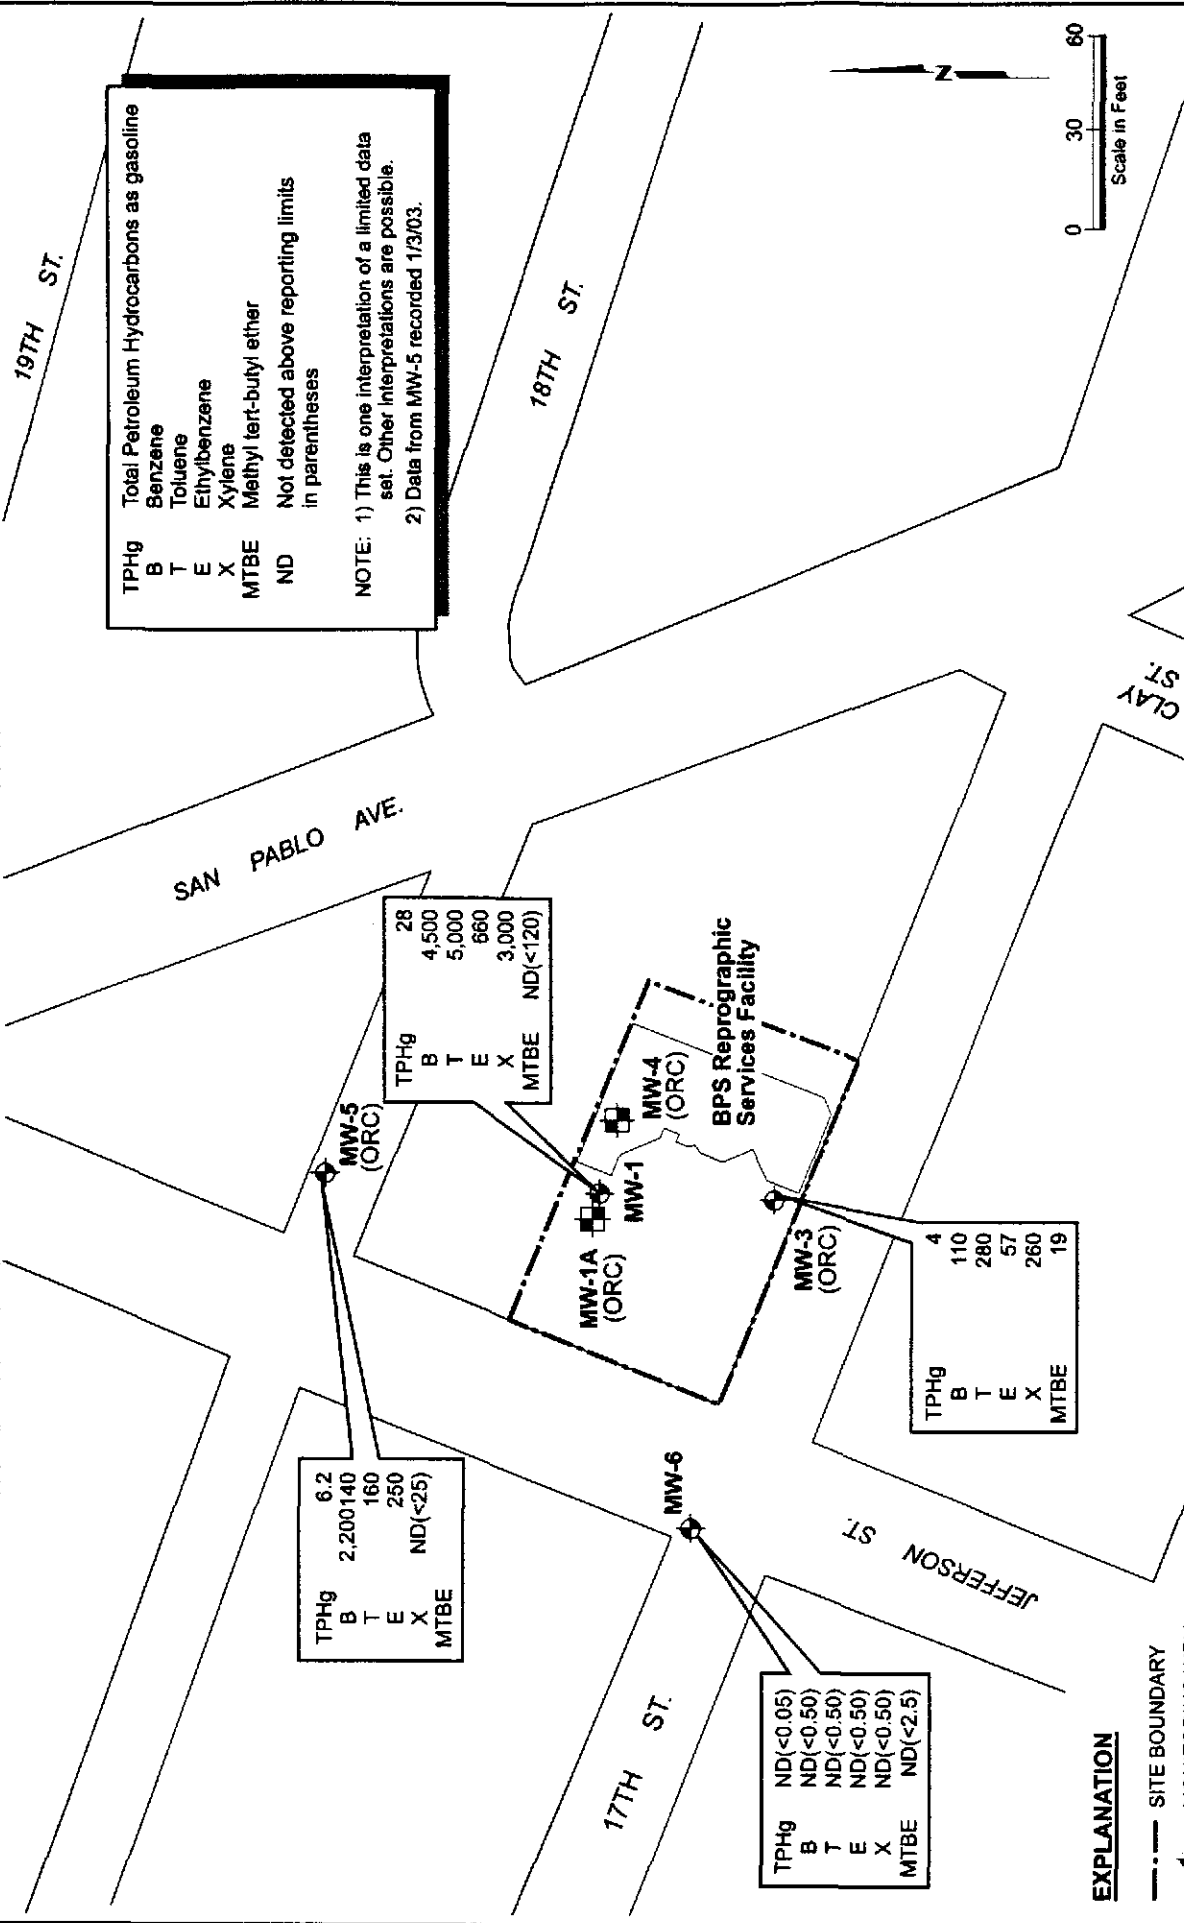 19TH ST.
TPHg Total Petroleum Hydrocarbons as gasoline
B Benzene
T Toluene
E Ethylbenzene
X Xylene
MTBE Methyl tert-butyl ether
ND Not detected above reporting limits
in parentheses
NOTE: 1) This is one interpretation of a limited data
set. Other interpretations are possible.
2) Data from MW-5 recorded 1/3/03.
SAN PABLO AVE.
18TH ST.
N
0 30 60
Scale in Feet
MW-5
(ORC)
TPHg 6.2
B 2,200140
T 160
E 250
X ND(<25)
MTBE
TPHg 28
B 4,500
T 5,000
E 660
X 3,000
MTBE ND(<120)
MW-1A
(ORC)
MW-1
MW-4
(ORC)
BPS Reprographic
Services Facility
MW-3
(ORC)
TPHg 4
B 110
T 280
E 57
X 260
MTBE 19
MW-6
TPHg ND(<0.05)
B ND(<0.50)
T ND(<0.50)
E ND(<0.50)
X ND(<0.50)
MTBE ND(<2.5)
17TH ST.
JEFFERSON ST.
CLAY
ST.
EXPLANATION
SITE BOUNDARY